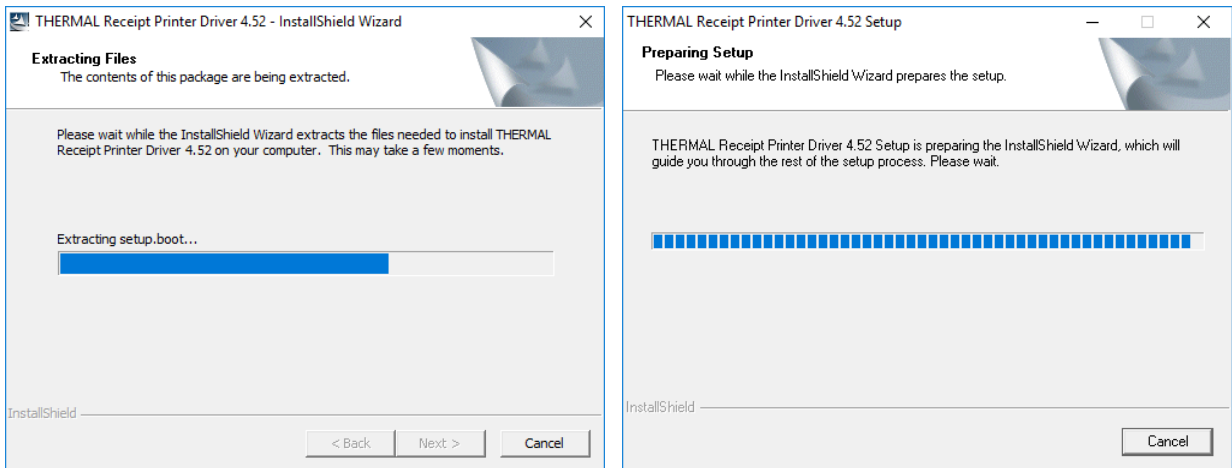 THERMAL Receipt Printer Driver 4.52 - InstallShield Wizard
Extracting Files
The contents of this package are being extracted.
Please wait while the InstallShield Wizard extracts the files needed to install THERMAL
Receipt Printer Driver 4.52 on your computer.  This may take a few moments.
Extracting setup.boot...
InstallShield
< Back
Next >
Cancel
THERMAL Receipt Printer Driver 4.52 Setup
Preparing Setup
Please wait while the InstallShield Wizard prepares the setup.
THERMAL Receipt Printer Driver 4.52 Setup is preparing the InstallShield Wizard, which will
guide you through the rest of the setup process. Please wait.
InstallShield
Cancel